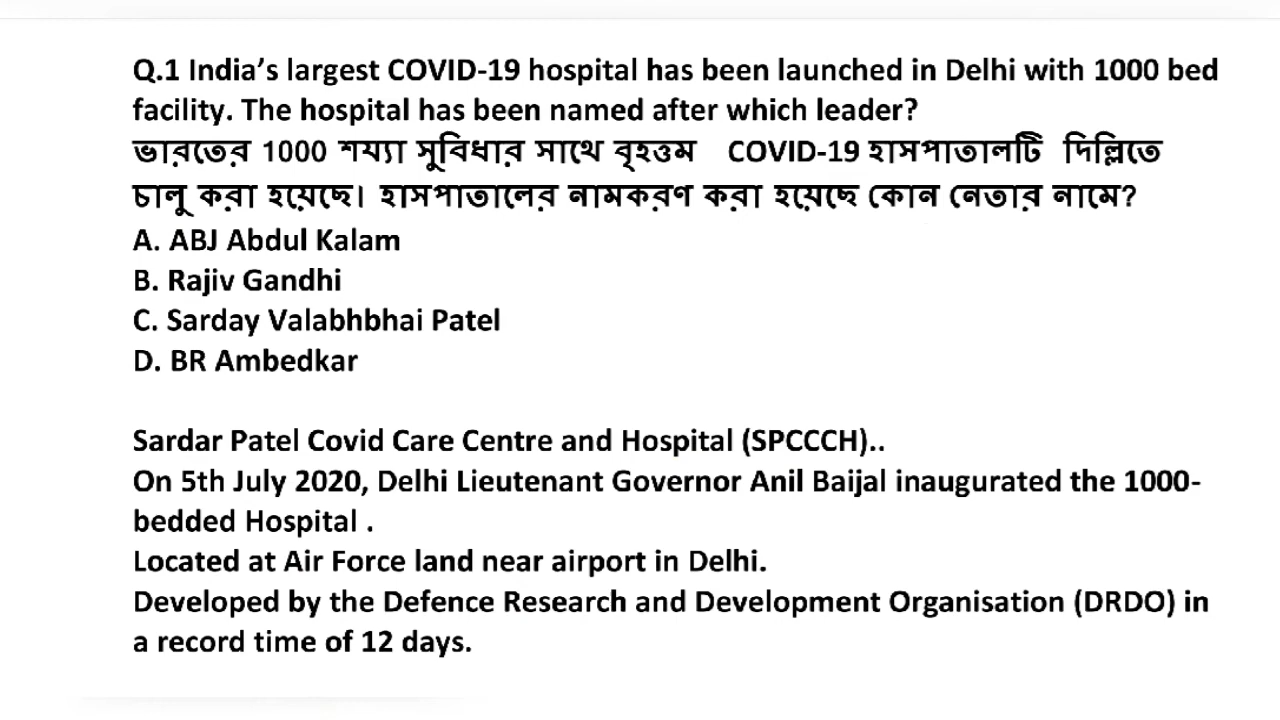 Q.1 India’s largest COVID-19 hospital has been launched in Delhi with 1000 bed
facility. The hospital has been named after which leader?
ভারতের 1000 শয্যা সুবিধার সাথে বৃহত্তম COVID-19 হাসপাতালটি দিল্লিতে
চালু করা হয়েছে। হাসপাতালের নামকরণ করা হয়েছে কোন নেতার নামে?
A. ABJ Abdul Kalam
B. Rajiv Gandhi
C. Sarday Valabhbhai Patel
D. BR Ambedkar
Sardar Patel Covid Care Centre and Hospital (SPCCCH)..
On 5th July 2020, Delhi Lieutenant Governor Anil Baijal inaugurated the 1000-
bedded Hospital .
Located at Air Force land near airport in Delhi.
Developed by the Defence Research and Development Organisation (DRDO) in
a record time of 12 days.